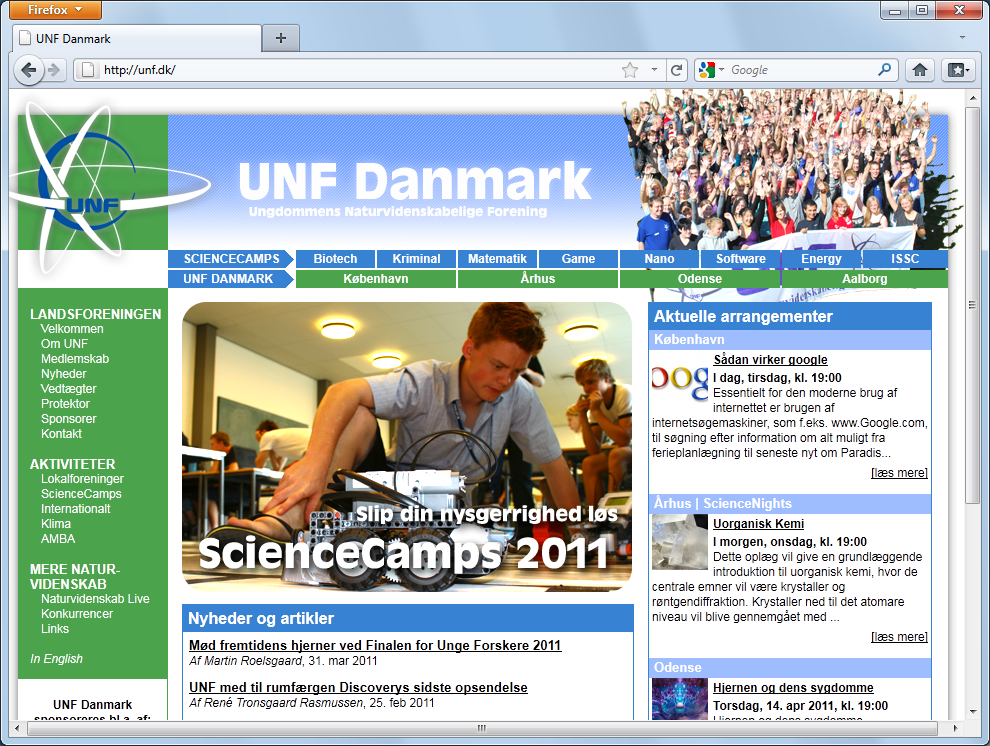 Firefox
UNF Danmark
http://unf.dk/
Google
UNF
UNF Danmark
Ungdommens Naturvidenskabelige Forening
SCIENCECAMPS
Biotech
Kriminal
Matematik
Game
Nano
Software
Energy
ISSC
UNF DANMARK
København
Århus
Odense
Aalborg
LANDSFORENINGEN
Velkommen
Om UNF
Medlemskab
Nyheder
Vedtægter
Protektor
Sponsorer
Kontakt
AKTIVITETER
Lokalforeninger
ScienceCamps
Internationalt
Klima
AMBA
MERE NATUR-
VIDENSKAB
Naturvidenskab Live
Konkurrencer
Links
In English
UNF Danmark
sponsoreres bl.a. af:
Slip din nysgerrighed løs
ScienceCamps 2011
Nyheder og artikler
Mød fremtidens hjerner ved Finalen for Unge Forskere 2011
Af Martin Roelsgaard, 31. mar 2011
UNF med til rumfærgen Discoverys sidste opsendelse
Af René Tronsgaard Rasmussen, 25. feb 2011
Aktuelle arrangementer
København
Sådan virker google
I dag, tirsdag, kl. 19:00
Essentielt for den moderne brug af
internettet er brugen af
internetsøgemaskiner, som f.eks. www.Google.com,
til søgning efter information om alt muligt fra
ferieplanlægning til seneste nyt om Paradis...
[læs mere]
Århus | ScienceNights
Uorganisk Kemi
I morgen, onsdag, kl. 19:00
Dette oplæg vil give en grundlæggende
introduktion til uorganisk kemi, hvor de
centrale emner vil være krystaller og
røntgendiffraktion. Krystaller ned til det atomare
niveau vil blive gennemgået med ...
[læs mere]
Odense
Hjernen og dens sygdomme
Torsdag, 14. apr 2011, kl. 19:00
Hjernen og dens sygdomme